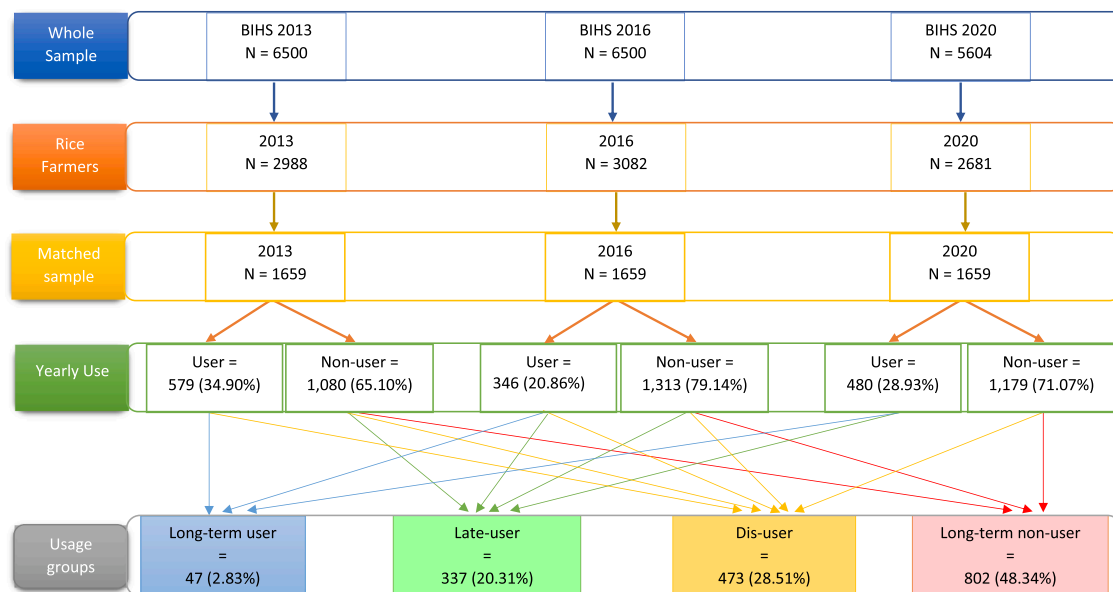 Whole
Sample
BIHS 2013
N = 6500
BIHS 2016
N = 6500
BIHS 2020
N = 5604
Rice
Farmers
2013
N = 2988
2016
N = 3082
2020
N = 2681
Matched
sample
2013
N = 1659
2016
N = 1659
2020
N = 1659
Yearly Use
User =
579 (34.90%)
Non-user =
1,080 (65.10%)
User =
346 (20.86%)
Non-user =
1,313 (79.14%)
User =
480 (28.93%)
Non-user =
1,179 (71.07%)
Usage
groups
Long-term user
=
47 (2.83%)
Late-user
=
337 (20.31%)
Dis-user
=
473 (28.51%)
Long-term non-user
=
802 (48.34%)